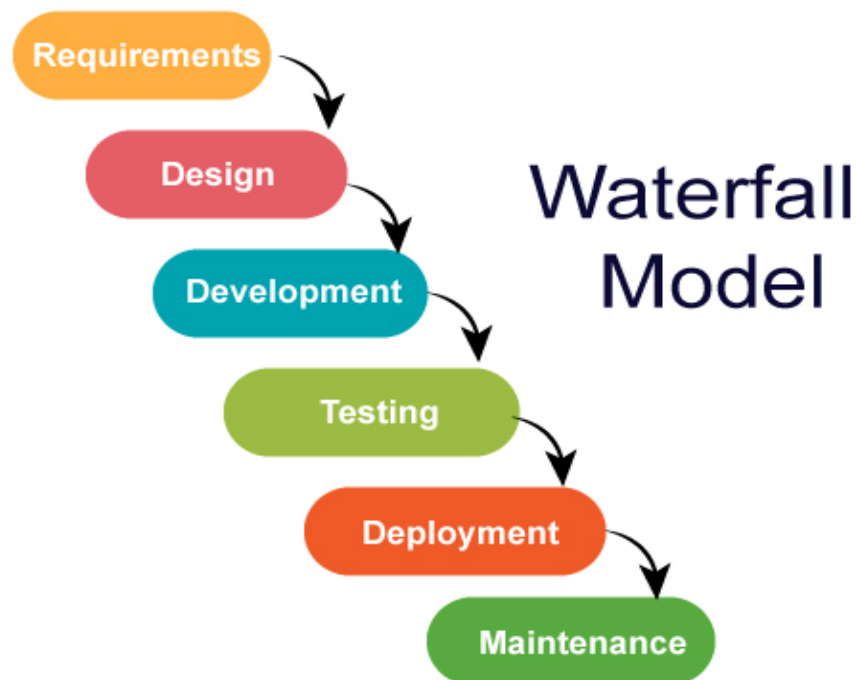 Requirements
Design
Waterfall
Model
Development
Testing
Deployment
Maintenance